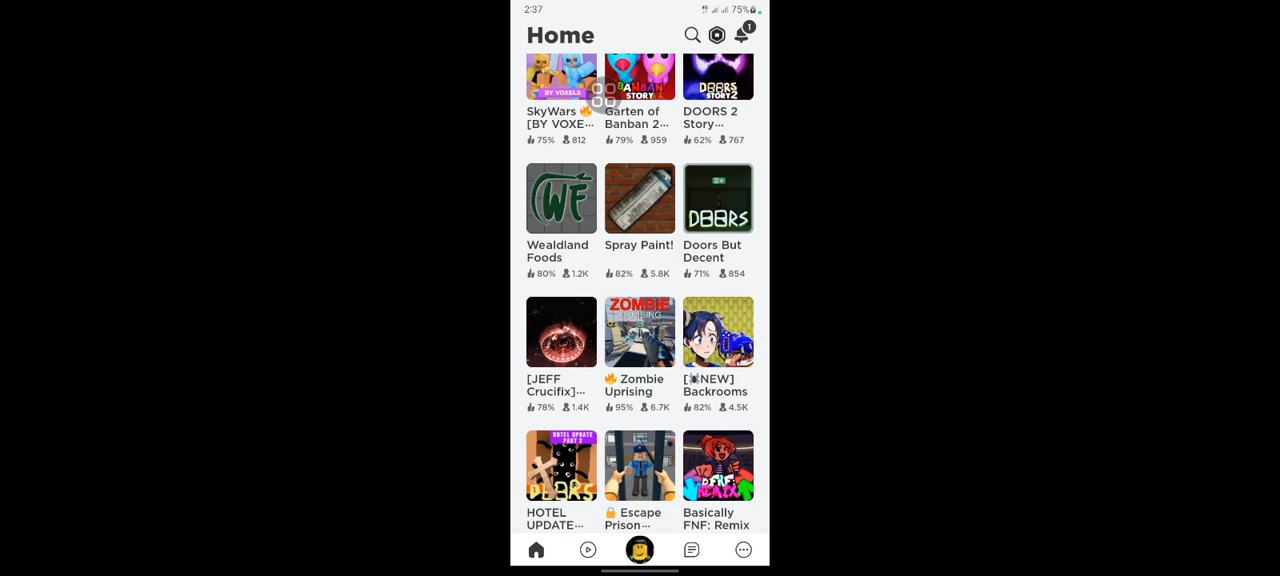 2:37
4G
75%
Home
1
BY VOXELS
BANBAN
STORY
DOORS
STORY 2
SkyWars 🔥
[BY VOXE...
Garten of
Banban 2...
DOORS 2
Story...
75% 812
79% 959
62% 767
WF
DOORS
Wealdland
Foods
Spray Paint!
Doors But
Decent
80% 1.2K
82% 5.8K
71% 854
ZOMBIE
UPRISING
[JEFF
Crucifix]...
🔥 Zombie
Uprising
[🕷NEW]
Backrooms
78% 1.4K
95% 6.7K
82% 4.5K
HOTEL UPDATE
PART 2
DOORS
FNF:
REMIX
HOTEL
UPDATE...
🔒 Escape
Prison...
Basically
FNF: Remix